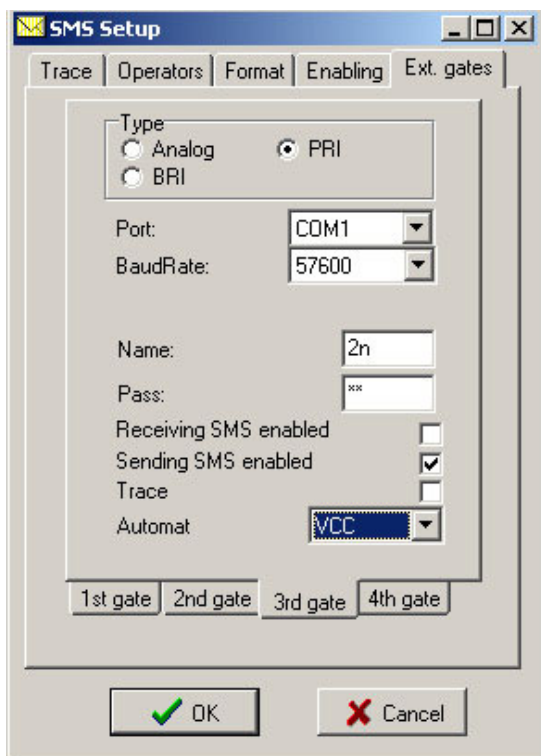 SMS Setup
Trace Operators Format Enabling Ext. gates
Type
Analog PRI
BRI
Port: COM1
BaudRate: 57600
Name: 2n
Pass: **
Receiving SMS enabled
Sending SMS enabled
Trace
Automat VCC
1st gate 2nd gate 3rd gate 4th gate
OK Cancel